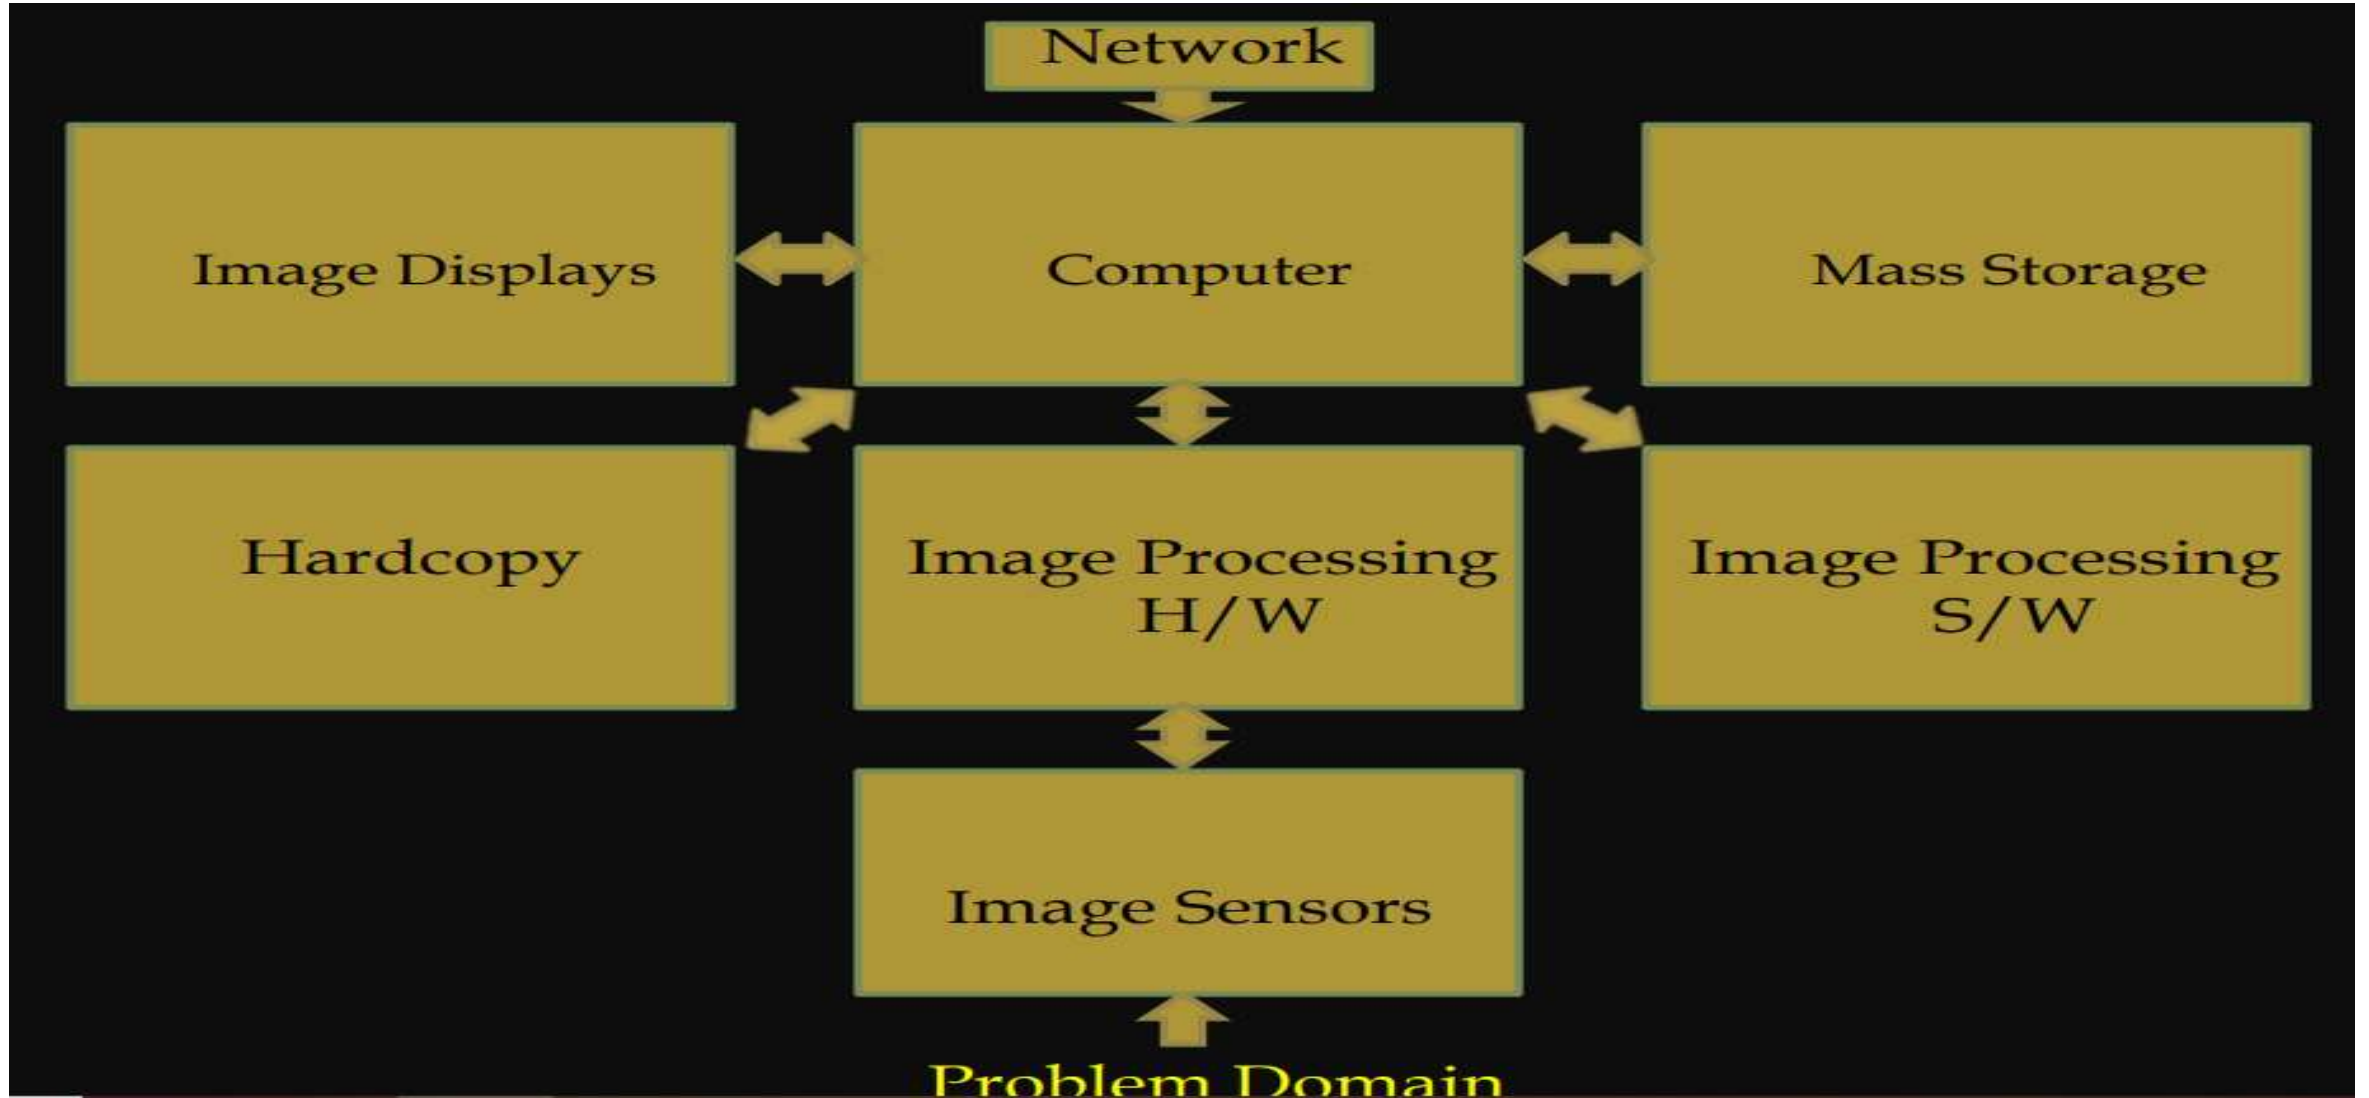 Network
Image Displays
Computer
Mass Storage
Hardcopy
Image Processing
H/W
Image Processing
S/W
Image Sensors
Problem Domain